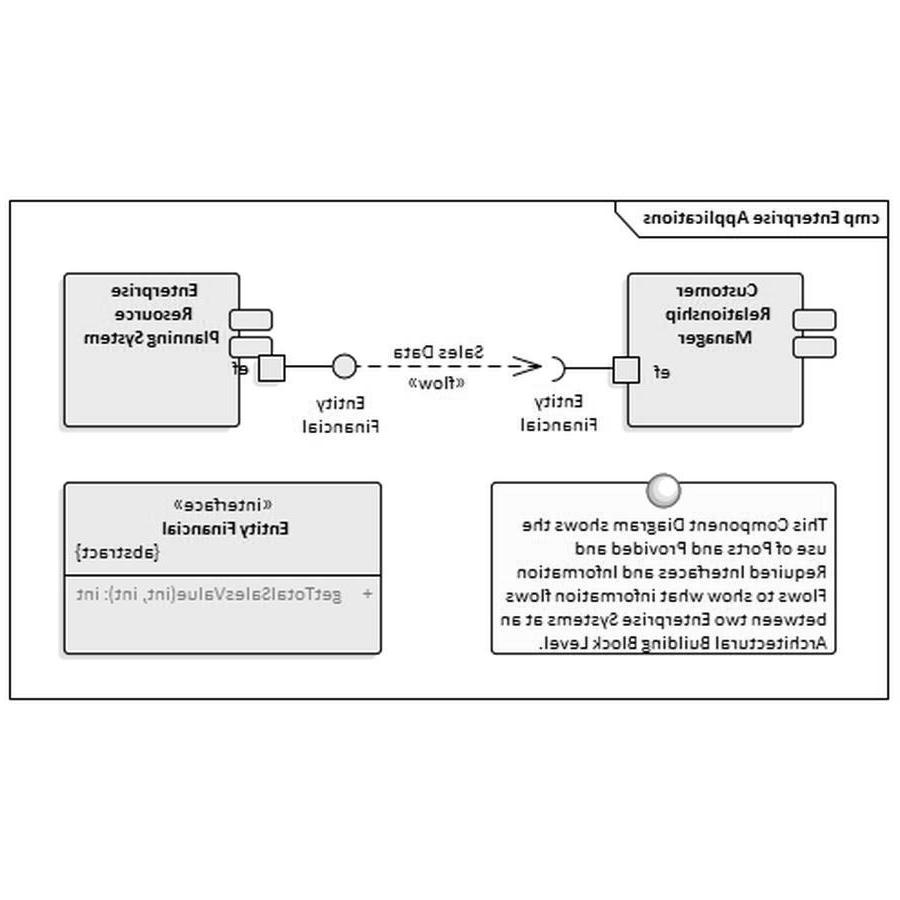 cmp Enterprise Applications
Customer
Relationship
Manager
ef
Entity
Financial
Sales Data
«flow»
Entity
Financial
Enterprise
Resource
Planning System
ef
This Component Diagram shows the
use of Ports and Provided and
Required Interfaces and Information
Flows to show what information flows
between two Enterprise Systems at an
Architectural Building Block Level.
«interface»
Entity Financial
{abstract}
+ getTotalSalesValue(int, int): int